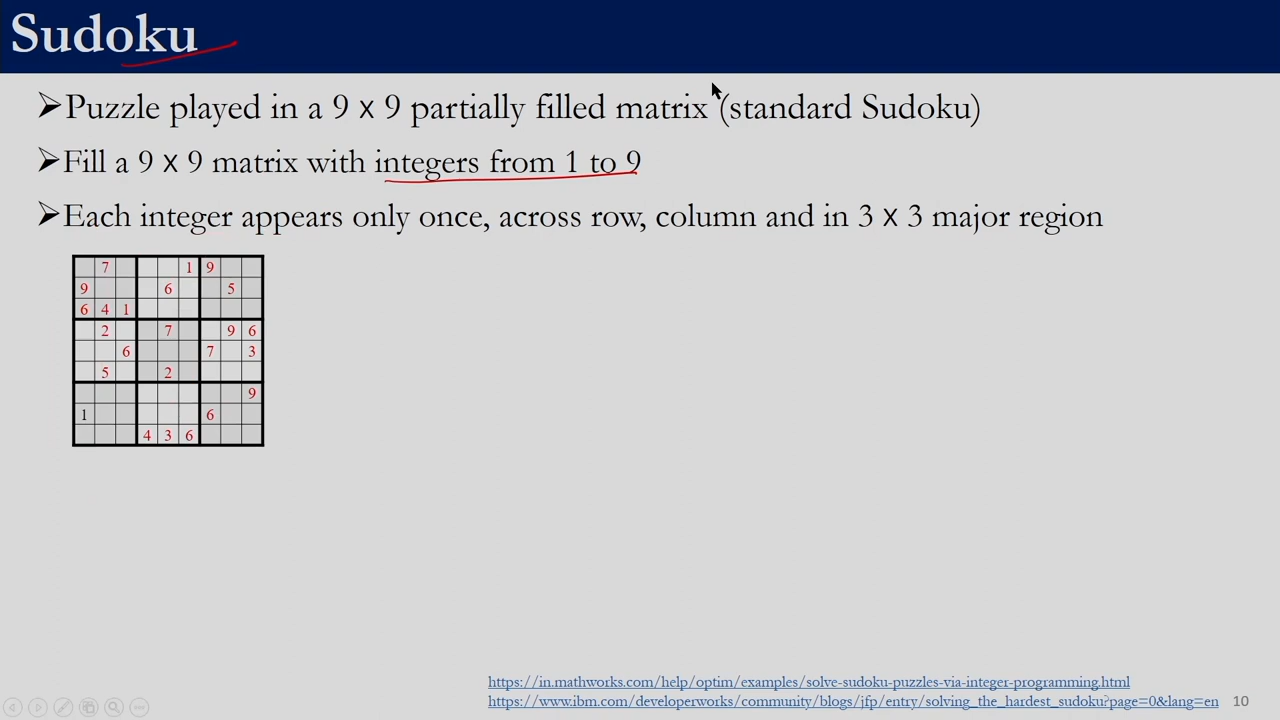 Sudoku
➢Puzzle played in a 9 x 9 partially filled matrix (standard Sudoku)
➢Fill a 9 x 9 matrix with integers from 1 to 9
➢Each integer appears only once, across row, column and in 3 x 3 major region
7 1 9
9 6 5
6 4 1
2 7 9 6
6 7 3
5 2
9
1 6
4 3 6
https://in.mathworks.com/help/optim/examples/solve-sudoku-puzzles-via-integer-programming.html
https://www.ibm.com/developerworks/community/blogs/jfp/entry/solving_the_hardest_sudoku?page=0&lang=en 10